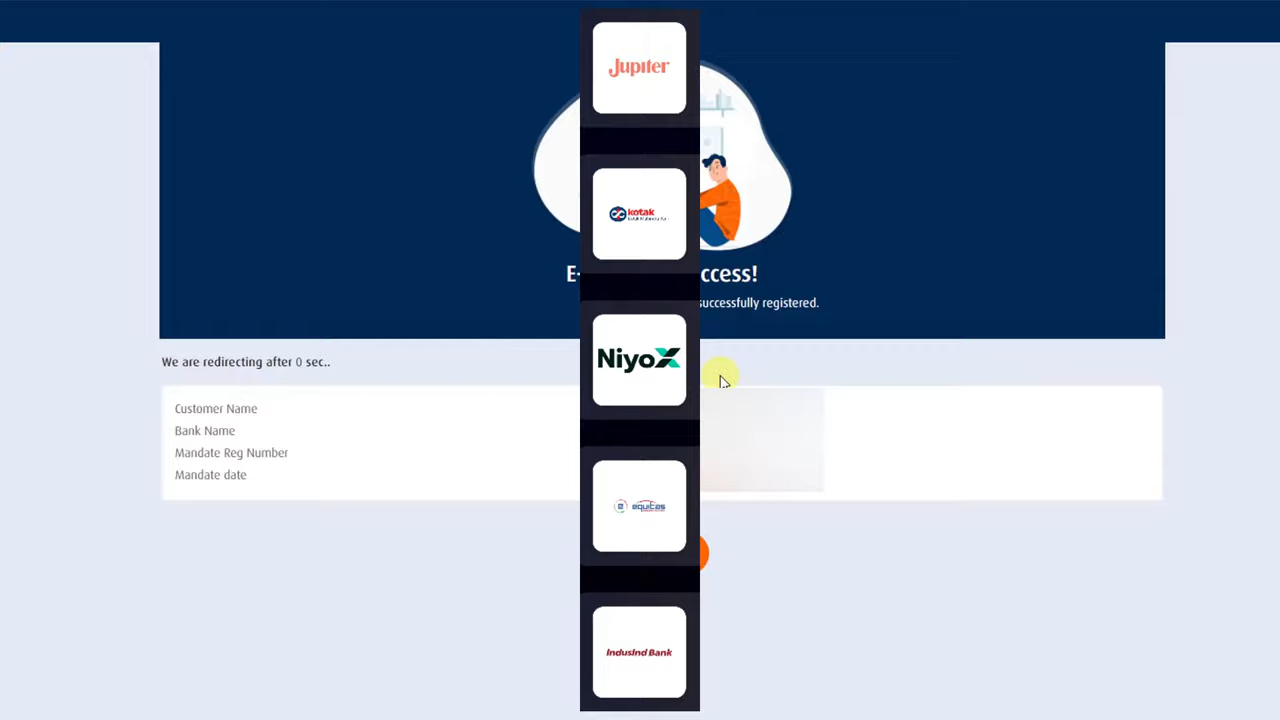 Jupiter
kotak
E-
ccess!
successfully registered.
NiyoX
We are redirecting after 0 sec..
Customer Name
Bank Name
Mandate Reg Number
Mandate date
equitas
IndusInd Bank